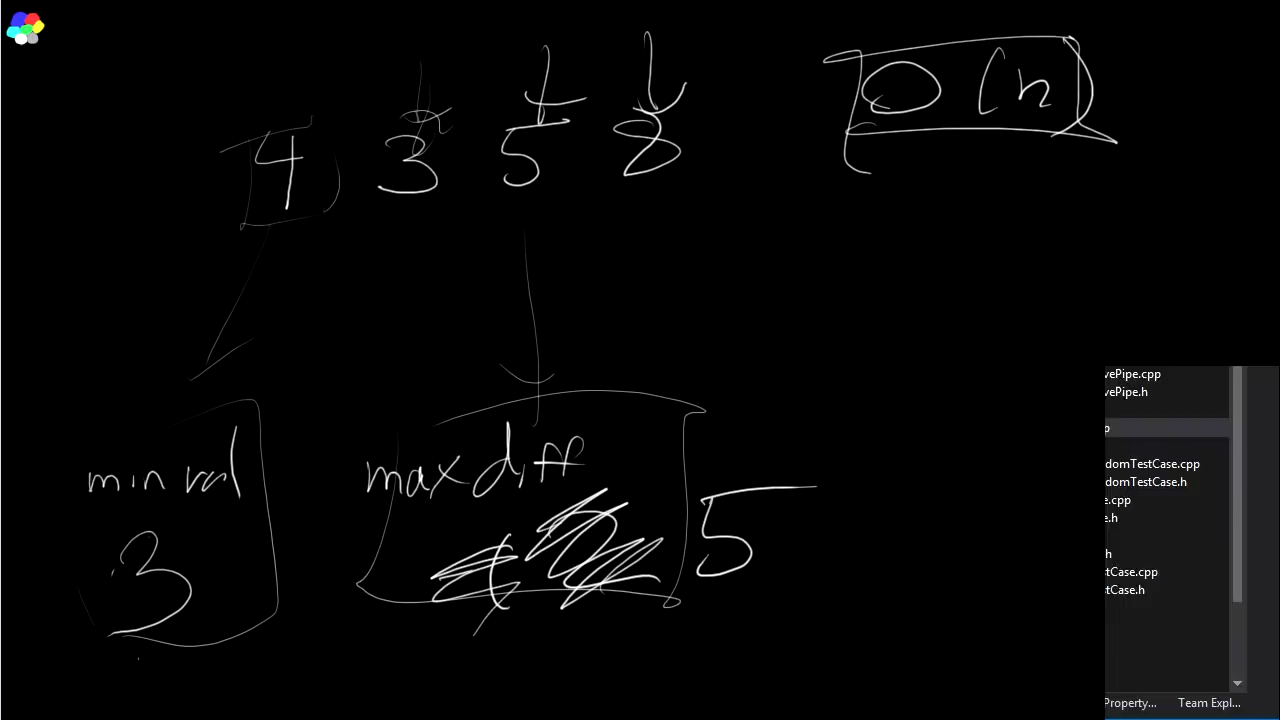 4 3 5 8
O(n)
min val
3
max diff
5
vePipe.cpp
vePipe.h
p
domTestCase.cpp
domTestCase.h
.cpp
e.h
h
tCase.cpp
tCase.h
Property... Team Expl...